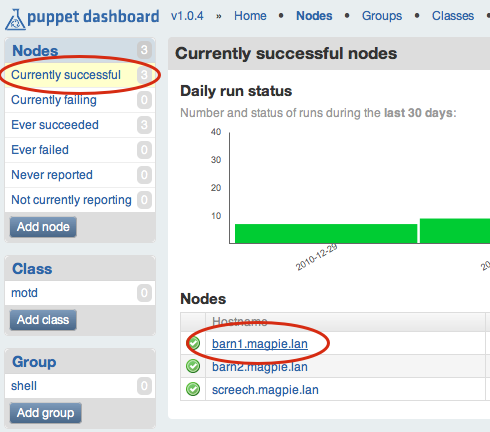 puppet dashboard v1.0.4 » Home • Nodes • Groups • Classes •
Nodes 3
Currently successful 3
Currently failing 0
Ever succeeded 3
Ever failed 0
Never reported 0
Not currently reporting 0
Add node
Class
motd 0
Add class
Group
shell 0
Add group
Currently successful nodes
Daily run status
Number and status of runs during the last 30 days:
40
30
20
10
2010-12-29
Nodes
Hostname
barn1.magpie.lan
barn2.magpie.lan
screech.magpie.lan